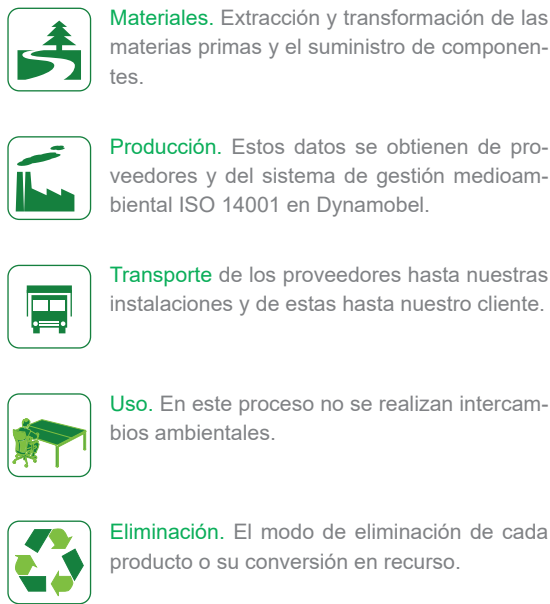 Materiales. Extracción y transformación de las
materias primas y el suministro de componen-
tes.
Producción. Estos datos se obtienen de pro-
veedores y del sistema de gestión medioam-
biental ISO 14001 en Dynamobel.
Transporte de los proveedores hasta nuestras
instalaciones y de estas hasta nuestro cliente.
Uso. En este proceso no se realizan intercam-
bios ambientales.
Eliminación. El modo de eliminación de cada
producto o su conversión en recurso.